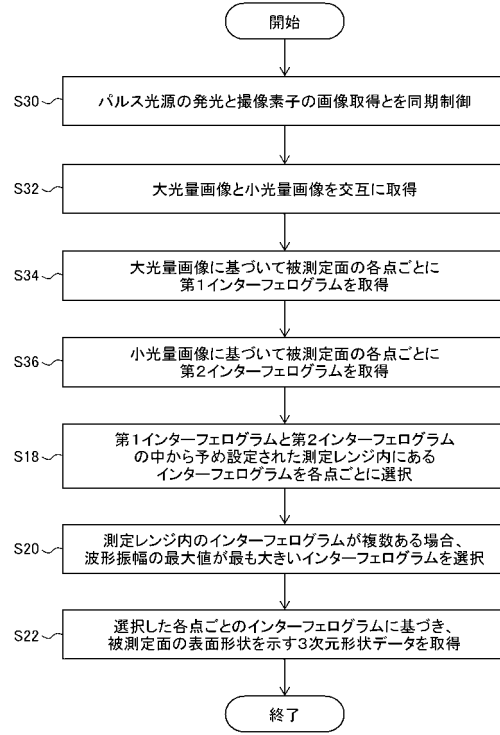 開始
S30
パルス光源の発光と撮像素子の画像取得とを同期制御
S32
大光量画像と小光量画像を交互に取得
S34
大光量画像に基づいて被測定面の各点ごとに
第1インターフェログラムを取得
S36
小光量画像に基づいて被測定面の各点ごとに
第2インターフェログラムを取得
S18
第1インターフェログラムと第2インターフェログラム
の中から予め設定された測定レンジ内にある
インターフェログラムを各点ごとに選択
S20
測定レンジ内のインターフェログラムが複数ある場合、
波形振幅の最大値が最も大きいインターフェログラムを選択
S22
選択した各点ごとのインターフェログラムに基づき、
被測定面の表面形状を示す3次元形状データを取得
終了